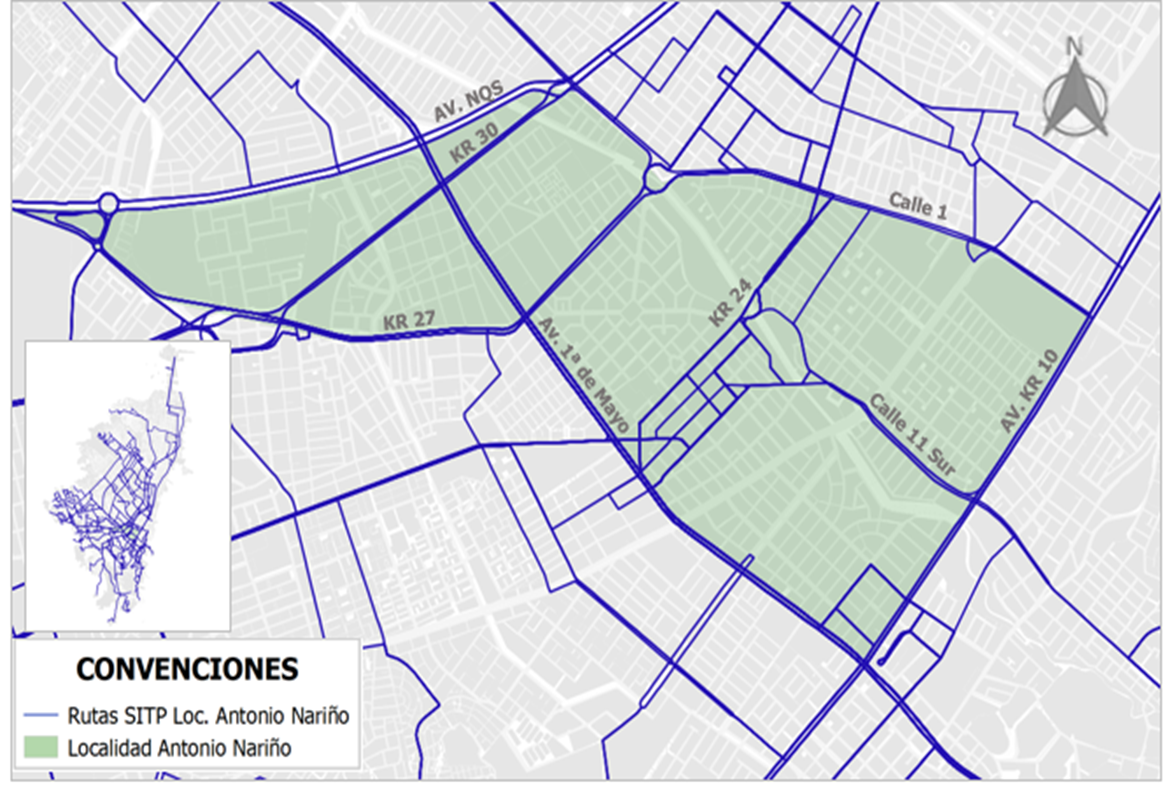 N
AV. NQS
KR 30
Calle 1
KR 24
KR 27
Av. 1ª de Mayo
AV. KR 10
Calle 11 Sur
CONVENCIONES
Rutas SITP Loc. Antonio Nariño
Localidad Antonio Nariño